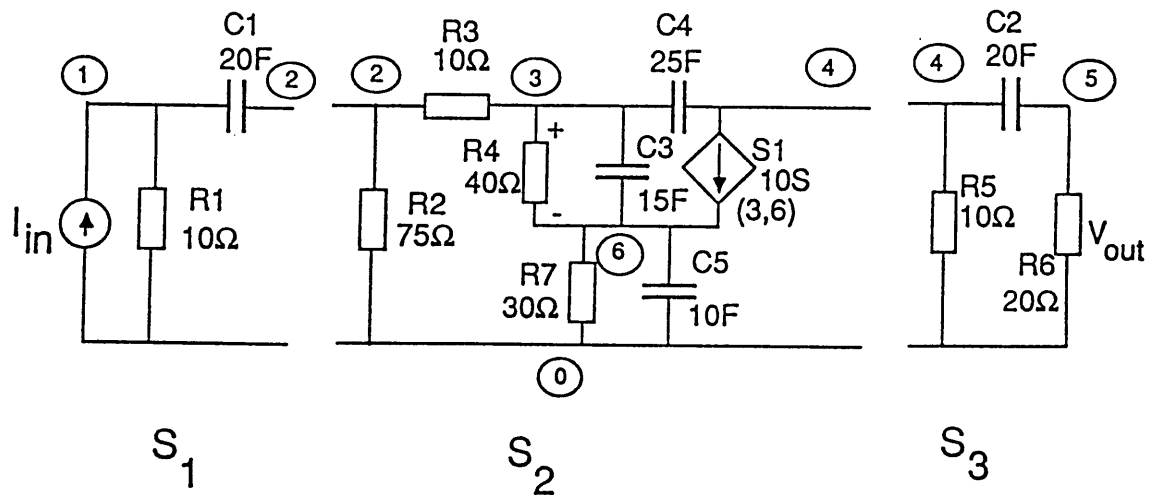 C1
20F
1
2
R1
10Ω
Iin
S1
2
R3
10Ω
3
C4
25F
4
R4
40Ω
+
-
C3
15F
S1
10S
(3,6)
R2
75Ω
6
R7
30Ω
C5
10F
0
S2
4
C2
20F
5
R5
10Ω
R6
20Ω
Vout
S3